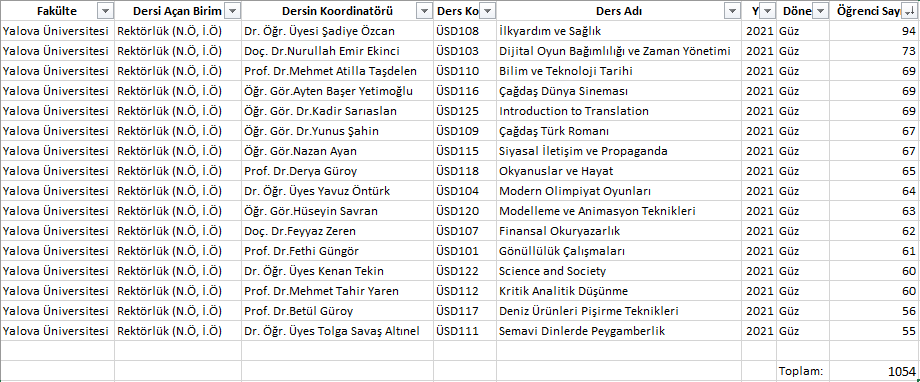 Fakülte Dersi Açan Birim Dersin Koordinatörü Ders Ko Ders Adı Y Döne Öğrenci Say
Yalova Üniversitesi Rektörlük (N.Ö, İ.Ö) Dr. Öğr. Üyesi Şadiye Özcan ÜSD108 İlkyardım ve Sağlık 2021 Güz 94
Yalova Üniversitesi Rektörlük (N.Ö, İ.Ö) Doç. Dr.Nurullah Emir Ekinci ÜSD103 Dijital Oyun Bağımlılığı ve Zaman Yönetimi 2021 Güz 73
Yalova Üniversitesi Rektörlük (N.Ö, İ.Ö) Prof. Dr.Mehmet Atilla Taşdelen ÜSD110 Bilim ve Teknoloji Tarihi 2021 Güz 69
Yalova Üniversitesi Rektörlük (N.Ö, İ.Ö) Öğr. Gör.Ayten Başer Yetimoğlu ÜSD116 Çağdaş Dünya Sineması 2021 Güz 69
Yalova Üniversitesi Rektörlük (N.Ö, İ.Ö) Öğr. Gör. Dr.Kadir Sarıaslan ÜSD125 Introduction to Translation 2021 Güz 69
Yalova Üniversitesi Rektörlük (N.Ö, İ.Ö) Öğr. Gör. Dr.Yunus Şahin ÜSD109 Çağdaş Türk Romanı 2021 Güz 67
Yalova Üniversitesi Rektörlük (N.Ö, İ.Ö) Öğr. Gör.Nazan Ayan ÜSD115 Siyasal İletişim ve Propaganda 2021 Güz 67
Yalova Üniversitesi Rektörlük (N.Ö, İ.Ö) Prof. Dr.Derya Güroy ÜSD118 Okyanuslar ve Hayat 2021 Güz 65
Yalova Üniversitesi Rektörlük (N.Ö, İ.Ö) Dr. Öğr. Üyes Yavuz Öntürk ÜSD104 Modern Olimpiyat Oyunları 2021 Güz 64
Yalova Üniversitesi Rektörlük (N.Ö, İ.Ö) Öğr. Gör.Hüseyin Savran ÜSD120 Modelleme ve Animasyon Teknikleri 2021 Güz 63
Yalova Üniversitesi Rektörlük (N.Ö, İ.Ö) Doç. Dr.Feyyaz Zeren ÜSD107 Finansal Okuryazarlık 2021 Güz 62
Yalova Üniversitesi Rektörlük (N.Ö, İ.Ö) Prof. Dr.Fethi Güngör ÜSD101 Gönüllülük Çalışmaları 2021 Güz 61
Yalova Üniversitesi Rektörlük (N.Ö, İ.Ö) Dr. Öğr. Üyes Kenan Tekin ÜSD122 Science and Society 2021 Güz 60
Yalova Üniversitesi Rektörlük (N.Ö, İ.Ö) Prof. Dr.Mehmet Tahir Yaren ÜSD112 Kritik Analitik Düşünme 2021 Güz 60
Yalova Üniversitesi Rektörlük (N.Ö, İ.Ö) Prof. Dr.Betül Güroy ÜSD117 Deniz Ürünleri Pişirme Teknikleri 2021 Güz 56
Yalova Üniversitesi Rektörlük (N.Ö, İ.Ö) Dr. Öğr. Üyes Tolga Savaş Altınel ÜSD111 Semavi Dinlerde Peygamberlik 2021 Güz 55
Toplam: 1054